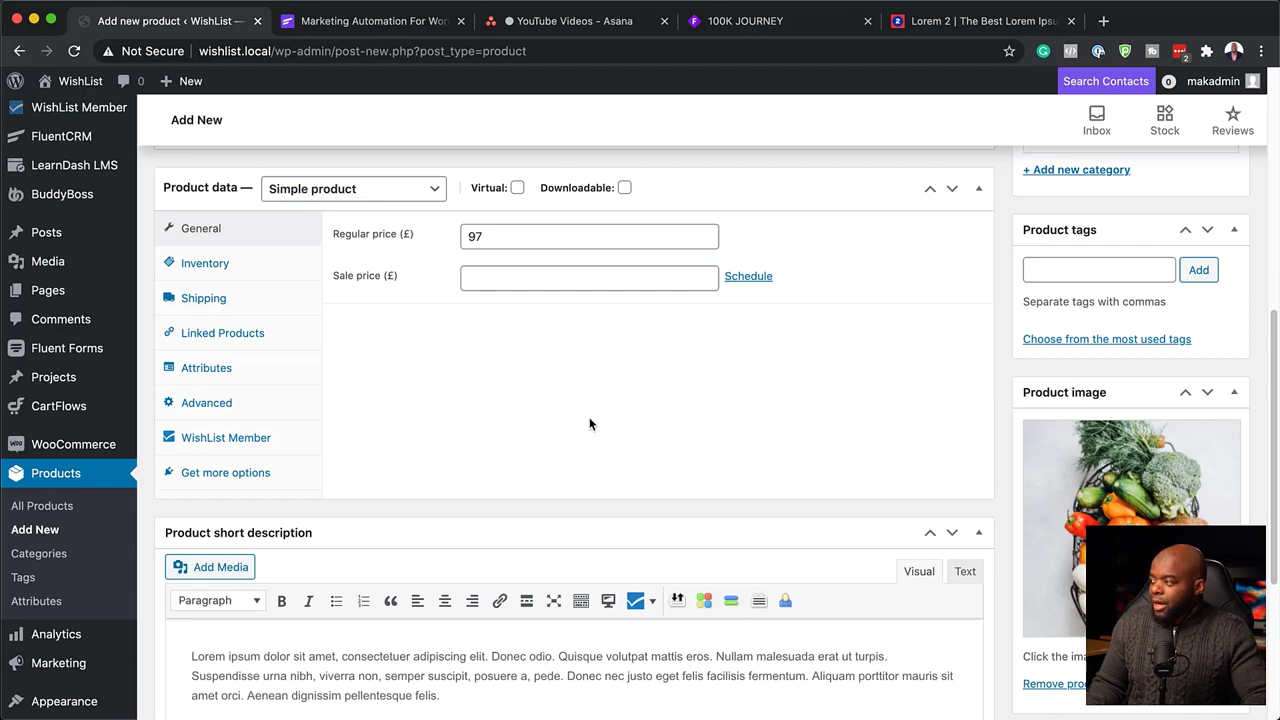 Add new product ‹ WishList —
Marketing Automation For Wor
YouTube Videos - Asana
100K JOURNEY
Lorem 2 | The Best Lorem Ipsu
Not Secure
wishlist.local/wp-admin/post-new.php?post_type=product
2
WishList
0
New
Search Contacts
0
makadmin
WishList Member
FluentCRM
LearnDash LMS
BuddyBoss
Posts
Media
Pages
Comments
Fluent Forms
Projects
CartFlows
WooCommerce
Products
All Products
Add New
Categories
Tags
Attributes
Analytics
Marketing
Appearance
Add New
Inbox
Stock
Reviews
Product data —
Simple product
Virtual:
Downloadable:
General
Inventory
Shipping
Linked Products
Attributes
Advanced
WishList Member
Get more options
Regular price (£)
97
Sale price (£)
Schedule
Product short description
Add Media
Visual
Text
Paragraph
Lorem ipsum dolor sit amet, consectetuer adipiscing elit. Donec odio. Quisque volutpat mattis eros. Nullam malesuada erat ut turpis.
Suspendisse urna nibh, viverra non, semper suscipit, posuere a, pede. Donec nec justo eget felis facilisis fermentum. Aliquam porttitor mauris sit
amet orci. Aenean dignissim pellentesque felis.
+ Add new category
Product tags
Add
Separate tags with commas
Choose from the most used tags
Product image
Click the ima
Remove pro